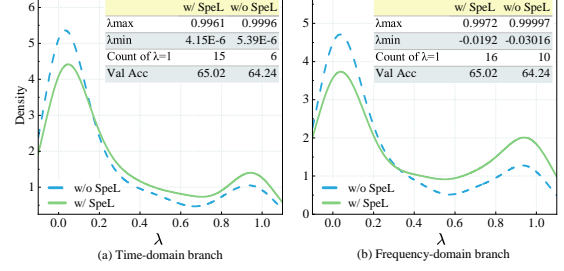 w/ SpeL w/o SpeL
λmax 0.9961 0.9996
λmin 4.15E-6 5.39E-6
Count of λ=1 15 6
Val Acc 65.02 64.24
Density
6
5
4
3
2
1
w/o SpeL
w/ SpeL
0.0 0.2 0.4 0.6 0.8 1.0
λ
(a) Time-domain branch
w/ SpeL w/o SpeL
λmax 0.9972 0.99997
λmin -0.0192 -0.03016
Count of λ=1 16 10
Val Acc 65.02 64.24
5
4
3
2
1
0
w/o SpeL
w/ SpeL
0.0 0.2 0.4 0.6 0.8 1.0
λ
(b) Frequency-domain branch